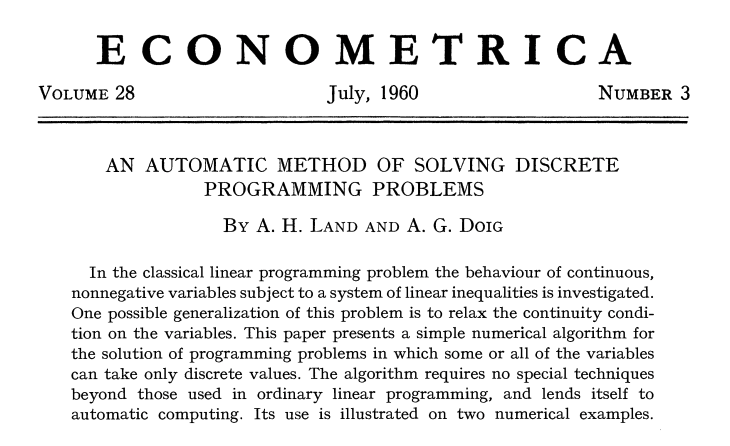 ECONOMETRICA
VOLUME 28 July, 1960 NUMBER 3
AN AUTOMATIC METHOD OF SOLVING DISCRETE
PROGRAMMING PROBLEMS
BY A. H. LAND AND A. G. DOIG
In the classical linear programming problem the behaviour of continuous,
nonnegative variables subject to a system of linear inequalities is investigated.
One possible generalization of this problem is to relax the continuity condi-
tion on the variables. This paper presents a simple numerical algorithm for
the solution of programming problems in which some or all of the variables
can take only discrete values. The algorithm requires no special techniques
beyond those used in ordinary linear programming, and lends itself to
automatic computing. Its use is illustrated on two numerical examples.